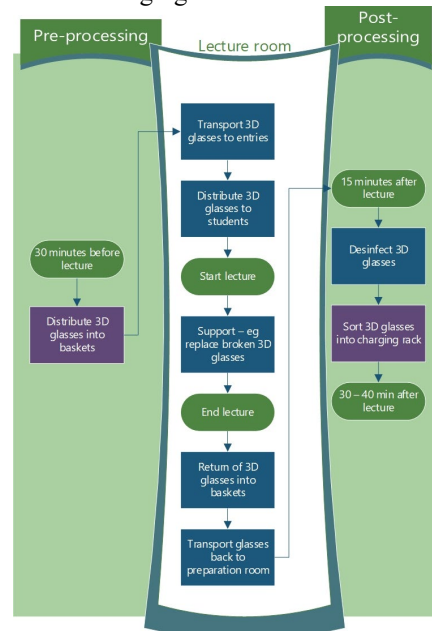 Pre-processing
30 minutes before
lecture
Distribute 3D
glasses into
baskets
Lecture room
Transport 3D
glasses to entries
Distribute 3D
glasses to
students
Start lecture
Support – eg
replace broken 3D
glasses
End lecture
Return of 3D
glasses into
baskets
Transport glasses
back to
preparation room
Post-
processing
15 minutes after
lecture
Desinfect 3D
glasses
Sort 3D glasses
into charging rack
30 – 40 min after
lecture